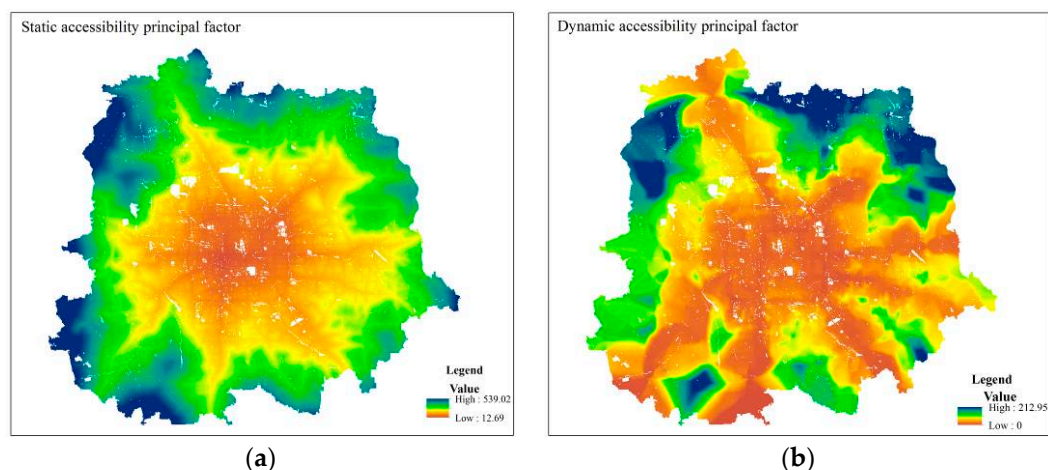 Static accessibility principal factor
Legend
Value
High : 539.02
Low : 12.69
(a)
Dynamic accessibility principal factor
Legend
Value
High : 212.95
Low : 0
(b)